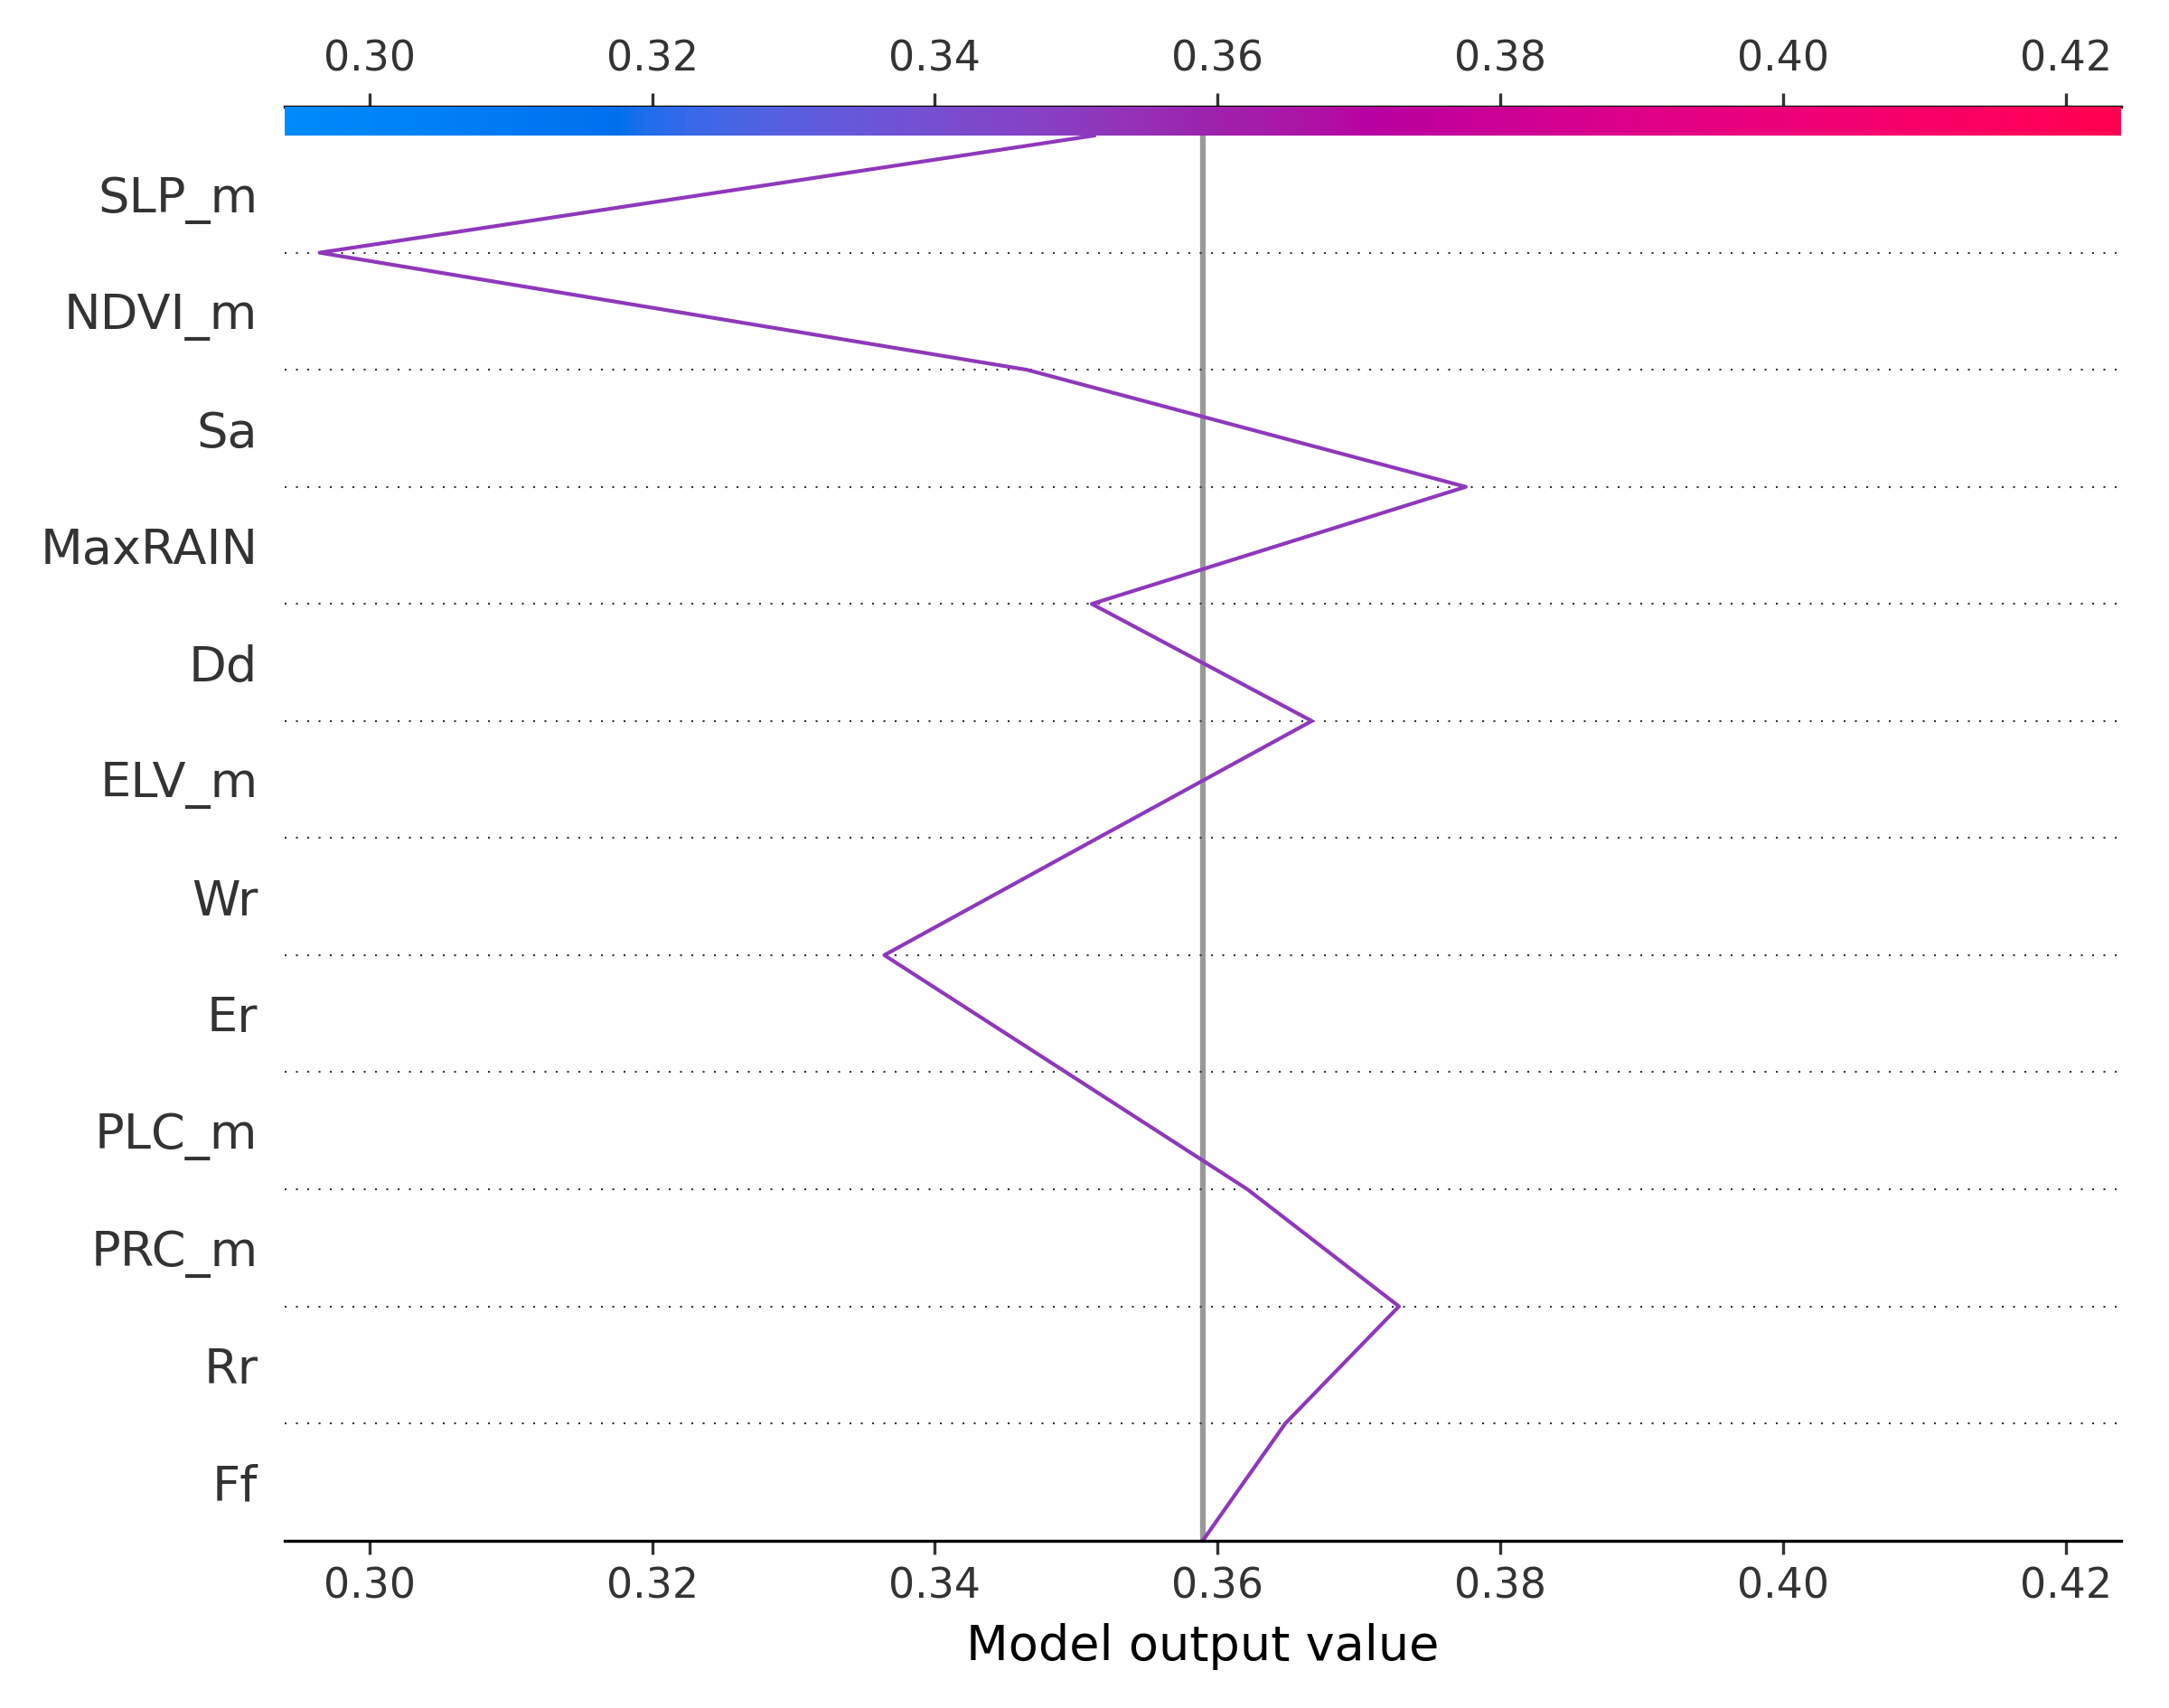 0.30 0.32 0.34 0.36 0.38 0.40 0.42
SLP_m
NDVI_m
Sa
MaxRAIN
Dd
ELV_m
Wr
Er
PLC_m
PRC_m
Rr
Ff
0.30 0.32 0.34 0.36 0.38 0.40 0.42
Model output value